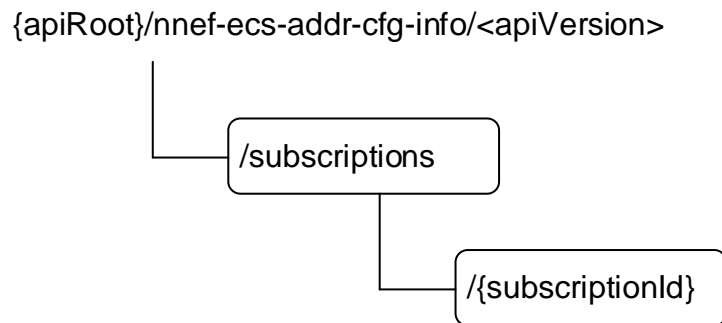 {apiRoot}/nnef-ecs-addr-cfg-info/<apiVersion>
/subscriptions
/{subscriptionId}